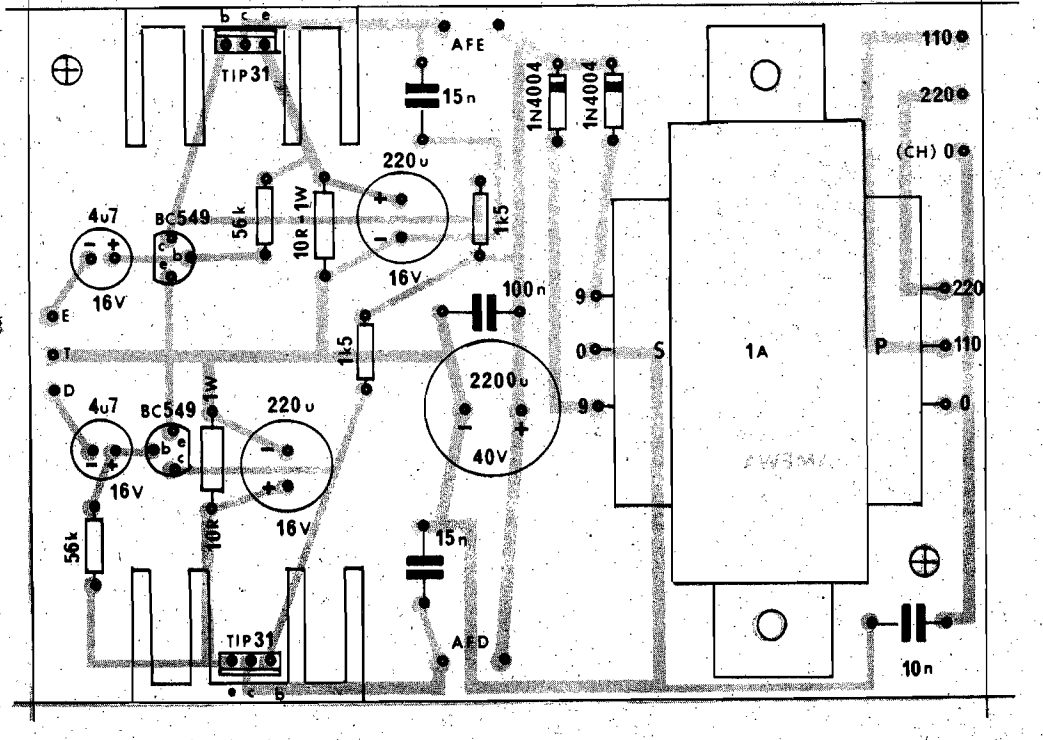 b c e
TIP31
AFE
15n
1N4004
1N4004
110
220
(CH) 0
4u7
BC549
c
b
e
- +
16V
56k
10R-1W
220u
+
-
16V
1k5
100n
E
T
D
1k5
9
0
9
S
1A
P
220
110
0
2200u
- +
40V
4u7
BC549
b e
c
- +
16V
1W
10R
220u
-
+
16V
56k
15n
TIP31
e c b
AFD
10n